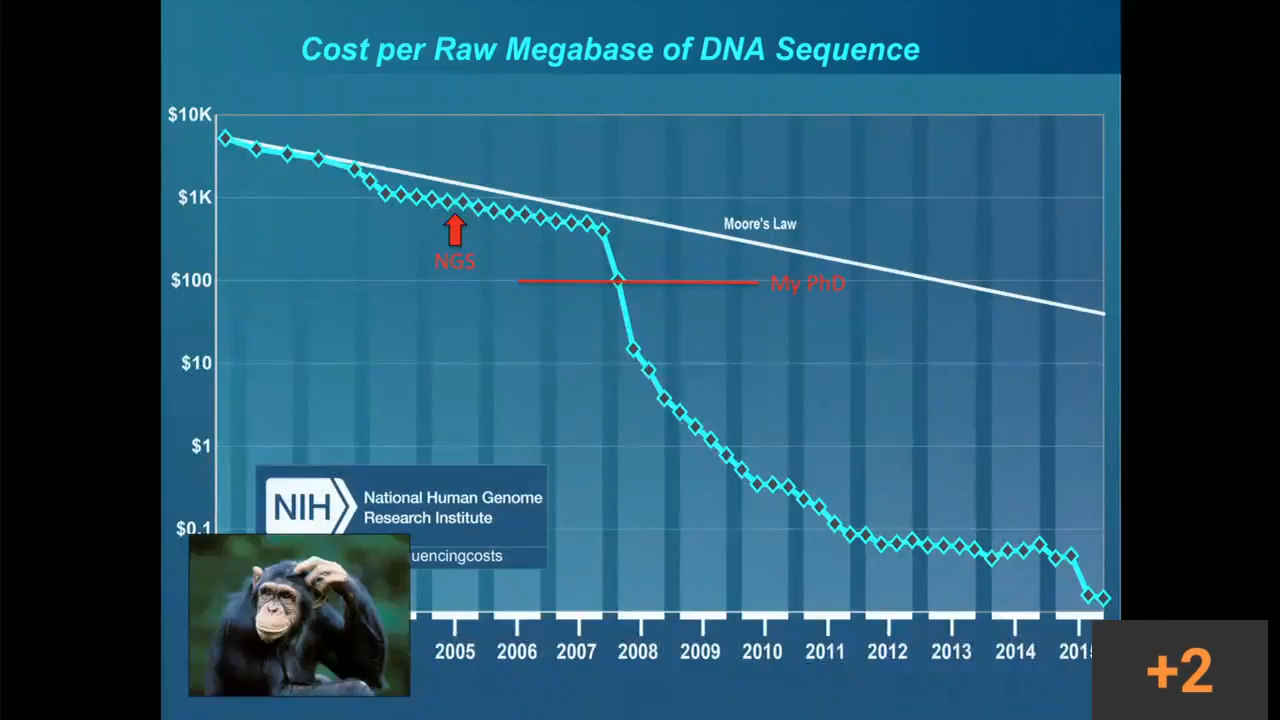 Cost per Raw Megabase of DNA Sequence
$10K
$1K
Moore's Law
NGS
$100
My PhD
$10
$1
NIH
National Human Genome
Research Institute
$0.1
uencingcosts
2005 2006 2007 2008 2009 2010 2011 2012 2013 2014 2015
+2